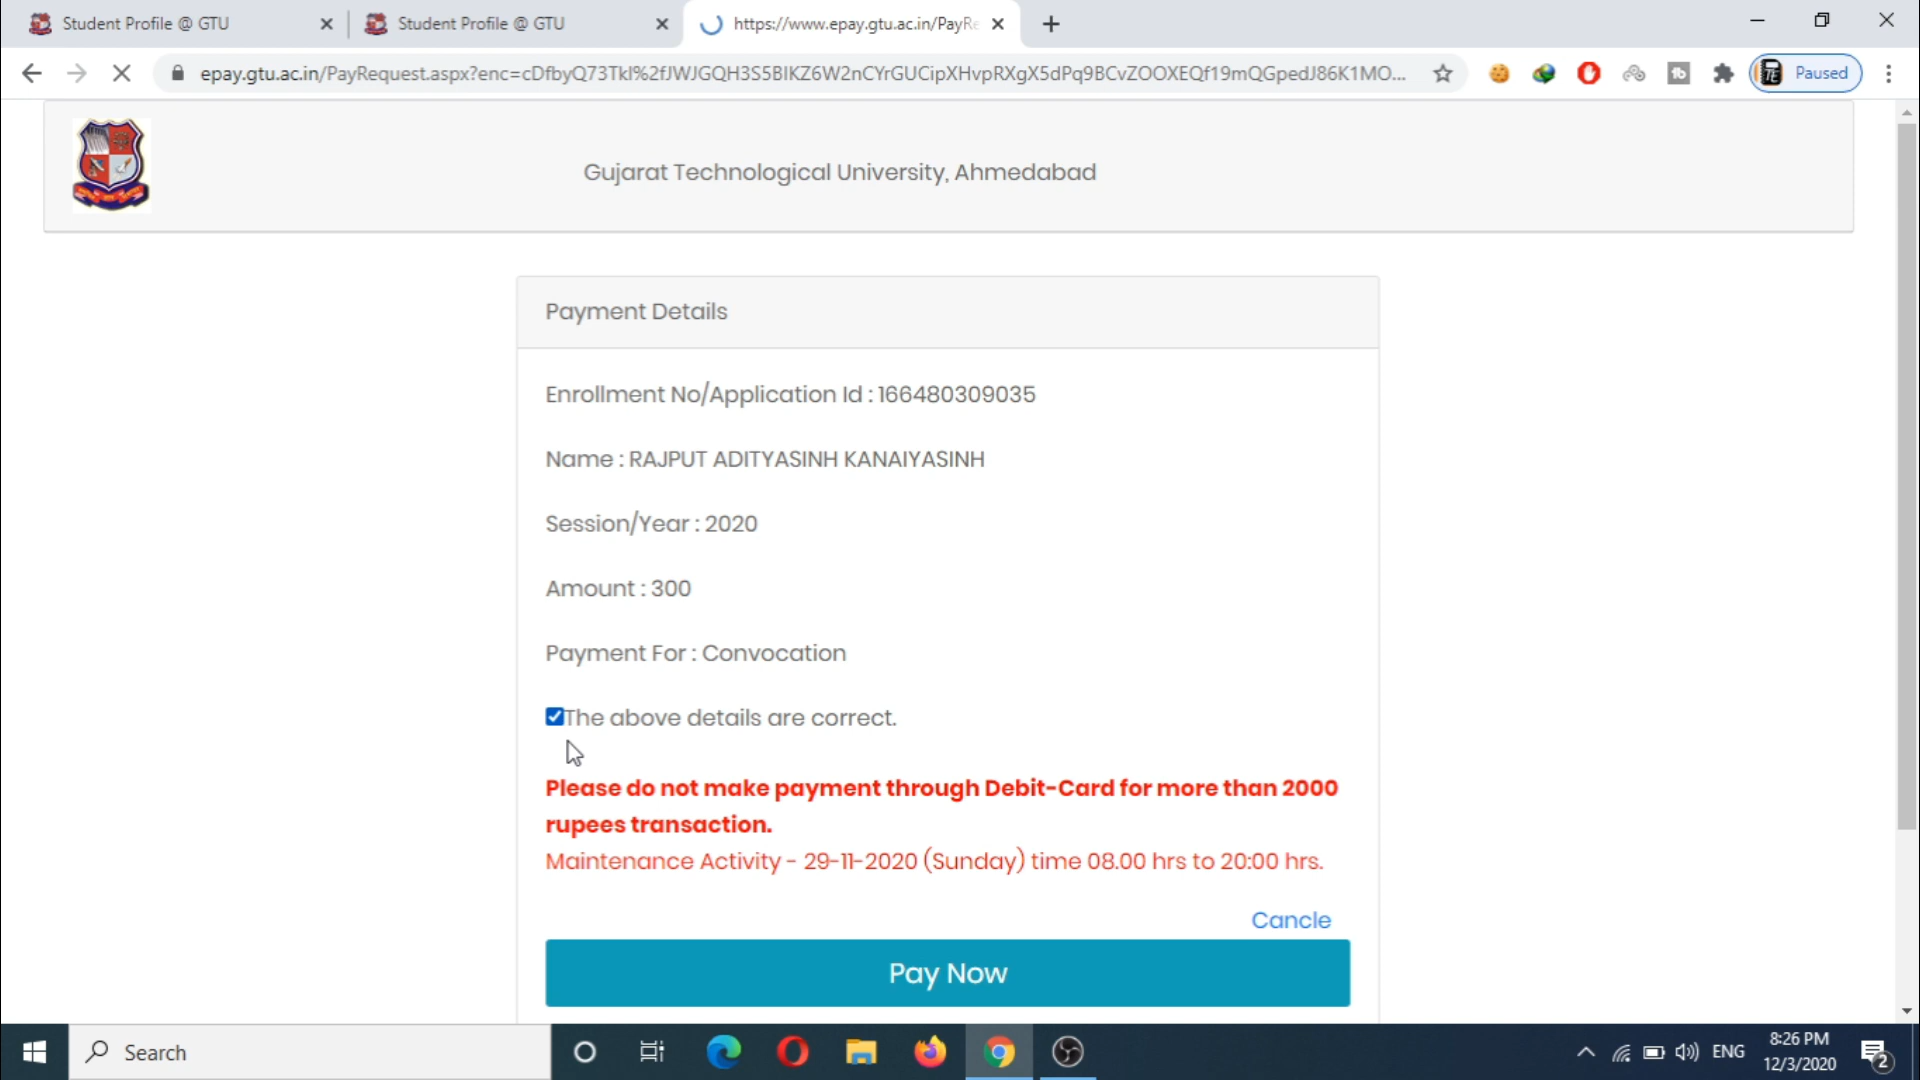 Student Profile @ GTU
Student Profile @ GTU
https://www.epay.gtu.ac.in/PayRe
epay.gtu.ac.in/PayRequest.aspx?enc=cDfbyQ73TkI%2fJWJGQH3S5BIKZ6W2nCYrGUCipXHvpRXgX5dPq9BCvZOOXEQf19mQGpedJ86K1MO...
Paused
Gujarat Technological University, Ahmedabad
Payment Details
Enrollment No/Application Id : 166480309035
Name : RAJPUT ADITYASINH KANAIYASINH
Session/Year : 2020
Amount : 300
Payment For : Convocation
The above details are correct.
Please do not make payment through Debit-Card for more than 2000
rupees transaction.
Maintenance Activity - 29-11-2020 (Sunday) time 08.00 hrs to 20:00 hrs.
Cancle
Pay Now
Search
ENG
8:26 PM
12/3/2020
2